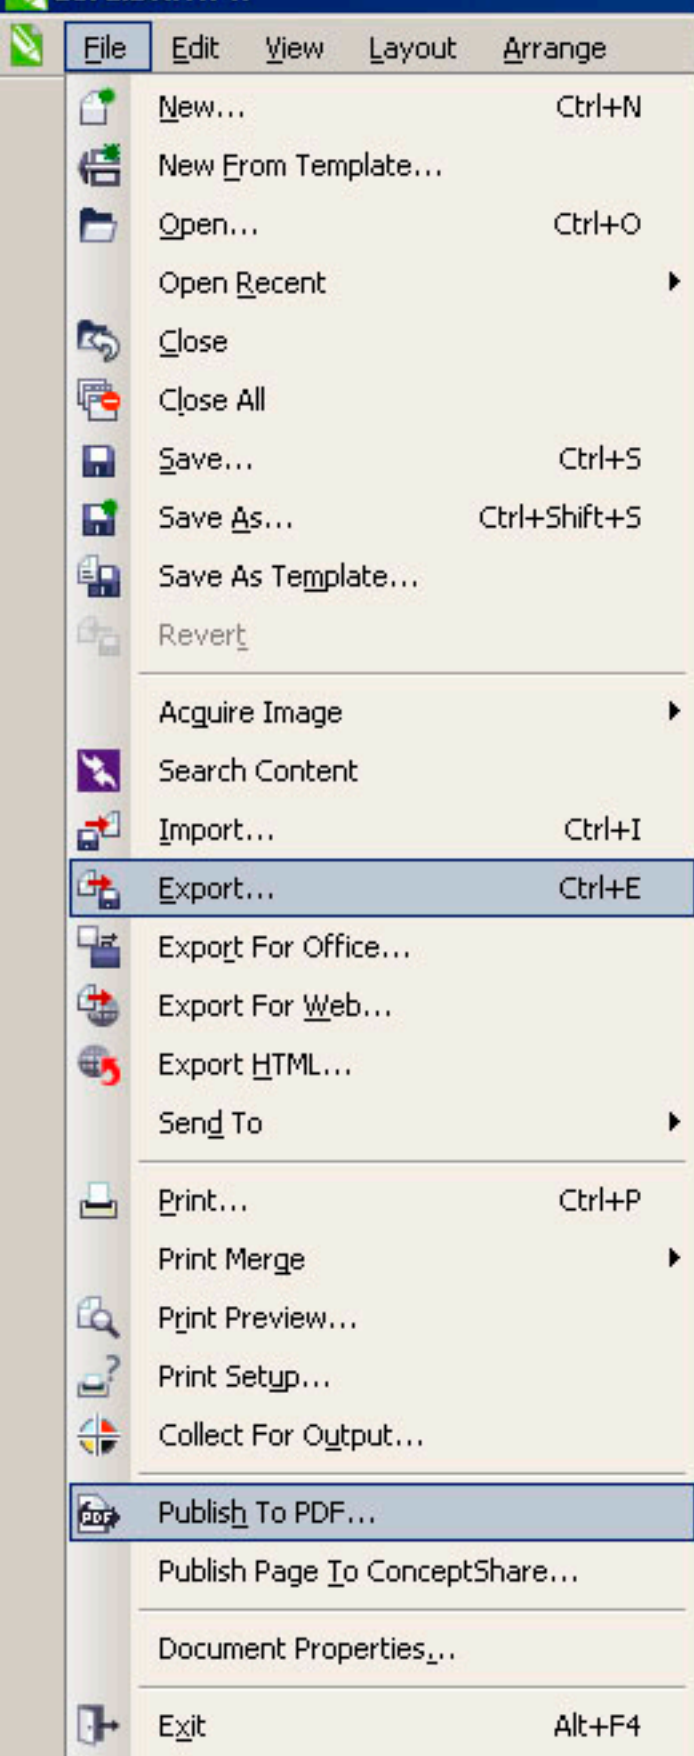 File Edit View Layout Arrange
New... Ctrl+N
New From Template...
Open... Ctrl+O
Open Recent
Close
Close All
Save... Ctrl+S
Save As... Ctrl+Shift+S
Save As Template...
Revert
Acquire Image
Search Content
Import... Ctrl+I
Export... Ctrl+E
Export For Office...
Export For Web...
Export HTML...
Send To
Print... Ctrl+P
Print Merge
Print Preview...
Print Setup...
Collect For Output...
PDF Publish To PDF...
Publish Page To ConceptShare...
Document Properties...
Exit Alt+F4